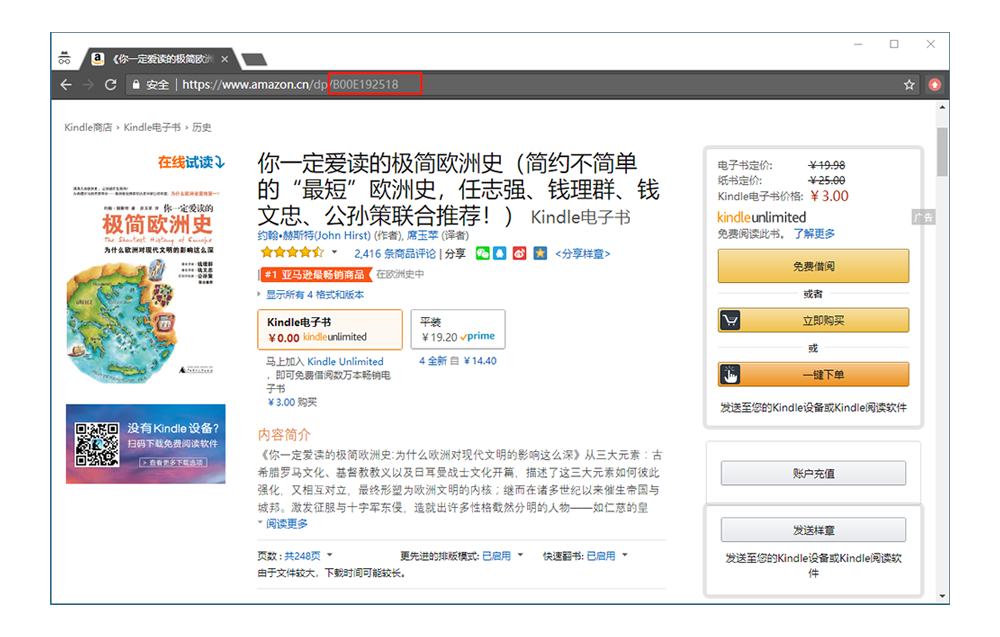 《你一定爱读的极简欧洲
安全 | https://www.amazon.cn/dp/B00E192518
Kindle商店 › Kindle电子书 › 历史
在线试读
你一定爱读的
极简欧洲史
The Shortest History of Europe
为什么欧洲对现代文明的影响这么深
没有Kindle设备?
扫码下载免费阅读软件
> 查看更多下载选项
你一定爱读的极简欧洲史（简约不简单
的“最短”欧洲史，任志强、钱理群、钱
文忠、公孙策联合推荐！） Kindle电子书
约翰•赫斯特(John Hirst) (作者), 席玉苹 (译者)
2,416 条商品评论 | 分享 <分享样章>
#1 亚马逊最畅销商品 在欧洲史中
显示所有 4 格式和版本
Kindle电子书
￥0.00 kindleunlimited
平装
￥19.20 prime
马上加入 Kindle Unlimited
，即可免费借阅数万本畅销电
子书
￥3.00 购买
4 全新 自 ￥14.40
内容简介
《你一定爱读的极简欧洲史:为什么欧洲对现代文明的影响这么深》从三大元素：古
希腊罗马文化、基督教教义以及日耳曼战士文化开篇，描述了这三大元素如何彼此
强化，又相互对立，最终形塑为欧洲文明的内核；继而在诸多世纪以来催生帝国与
城邦。激发征服与十字军东侵，造就出许多性格截然分明的人物——如仁慈的皇
阅读更多
页数 : 共248页 更先进的排版模式: 已启用 快速翻书: 已启用
由于文件较大，下载时间可能较长。
电子书定价: ￥19.98
纸书定价: ￥25.00
Kindle电子书价格: ￥3.00
kindleunlimited
免费阅读此书。 了解更多
广告
免费借阅
或者
立即购买
或
一键下单
发送至您的Kindle设备或Kindle阅读软件
账户充值
发送样章
发送至您的Kindle设备或Kindle阅读软
件